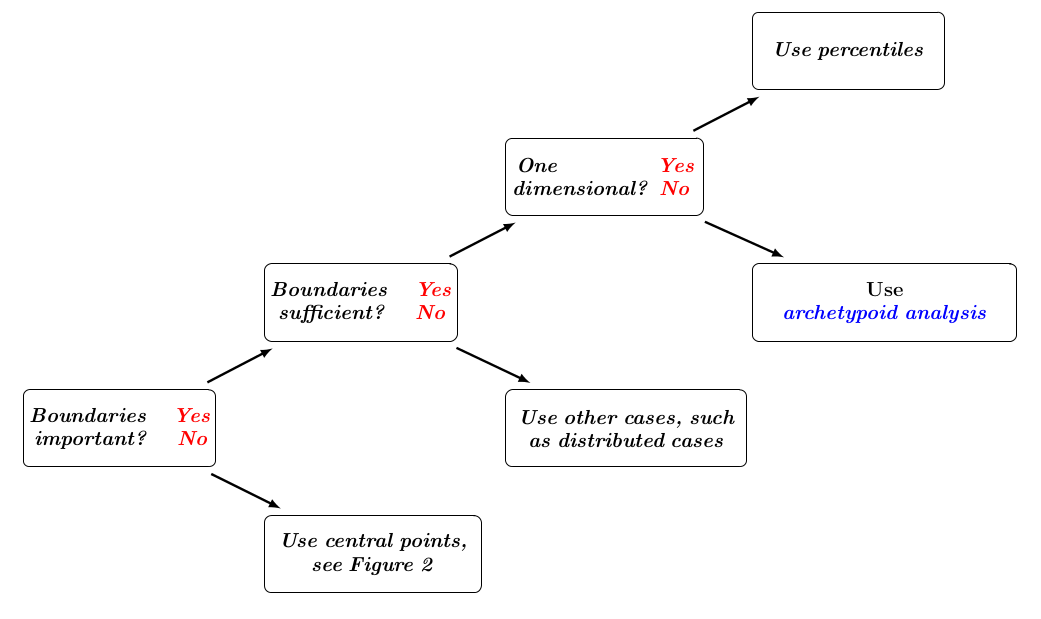 Use percentiles
One Yes
dimensional? No
Boundaries Yes
sufficient? No
Use
archetypoid analysis
Boundaries Yes
important? No
Use other cases, such
as distributed cases
Use central points,
see Figure 2